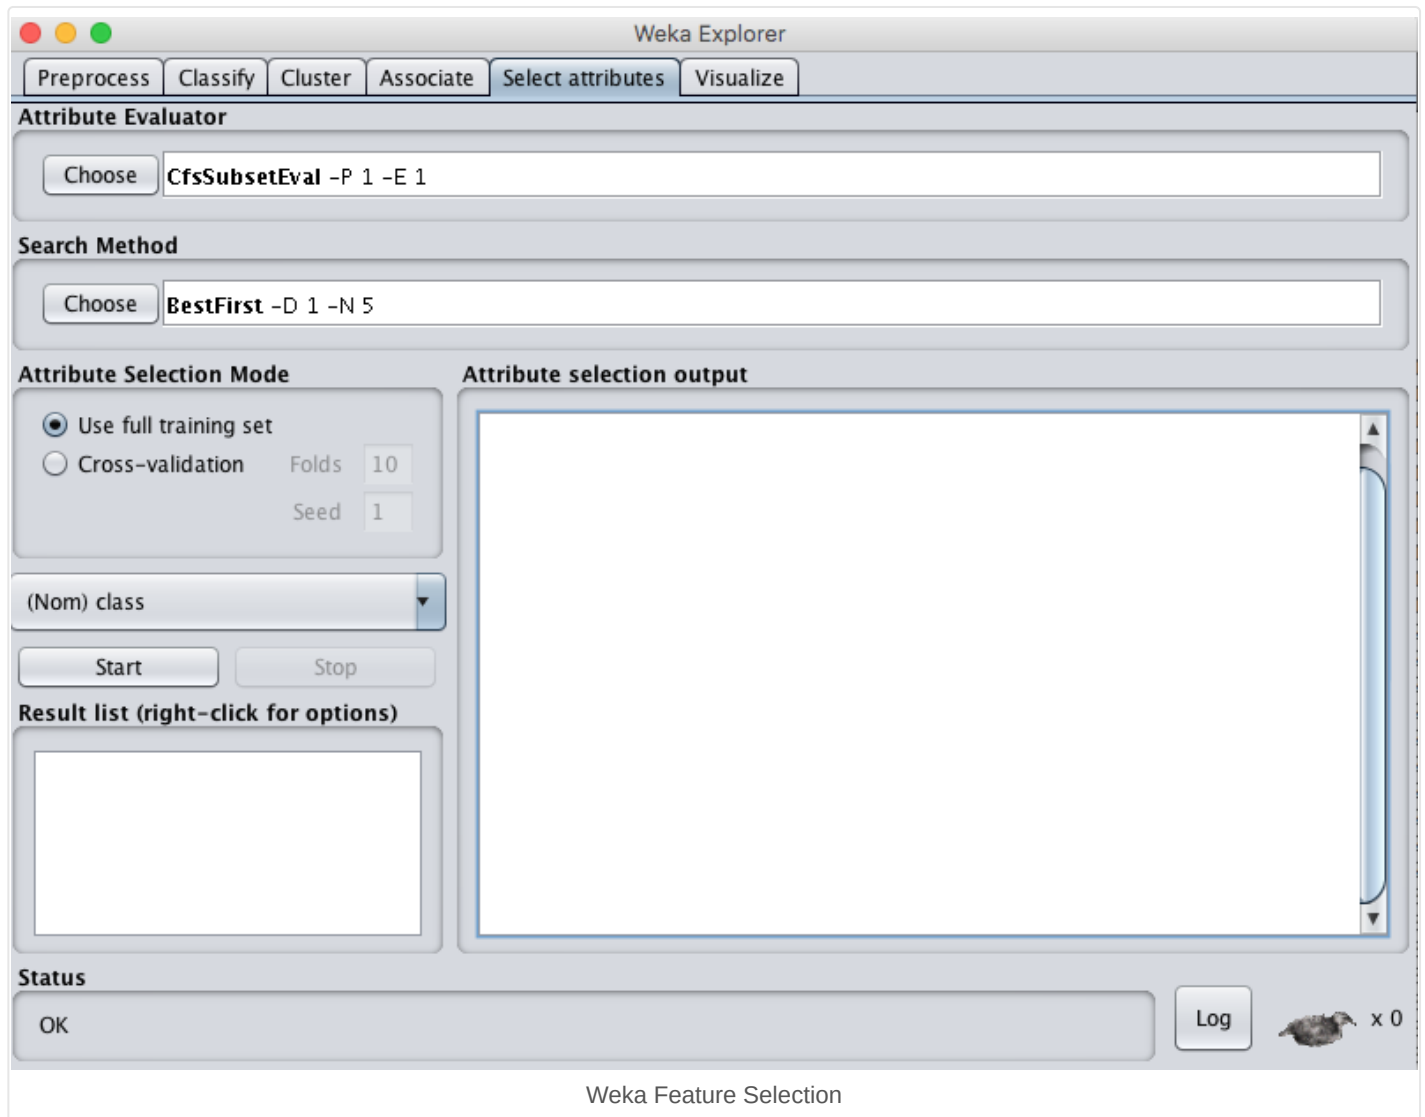 Weka Explorer
Preprocess Classify Cluster Associate Select attributes Visualize
Attribute Evaluator
Choose CfsSubsetEval -P 1 -E 1
Search Method
Choose BestFirst -D 1 -N 5
Attribute Selection Mode
Use full training set
Cross-validation Folds 10
Seed 1
Attribute selection output
(Nom) class
Start Stop
Result list (right-click for options)
Status
OK
Log x 0
Weka Feature Selection